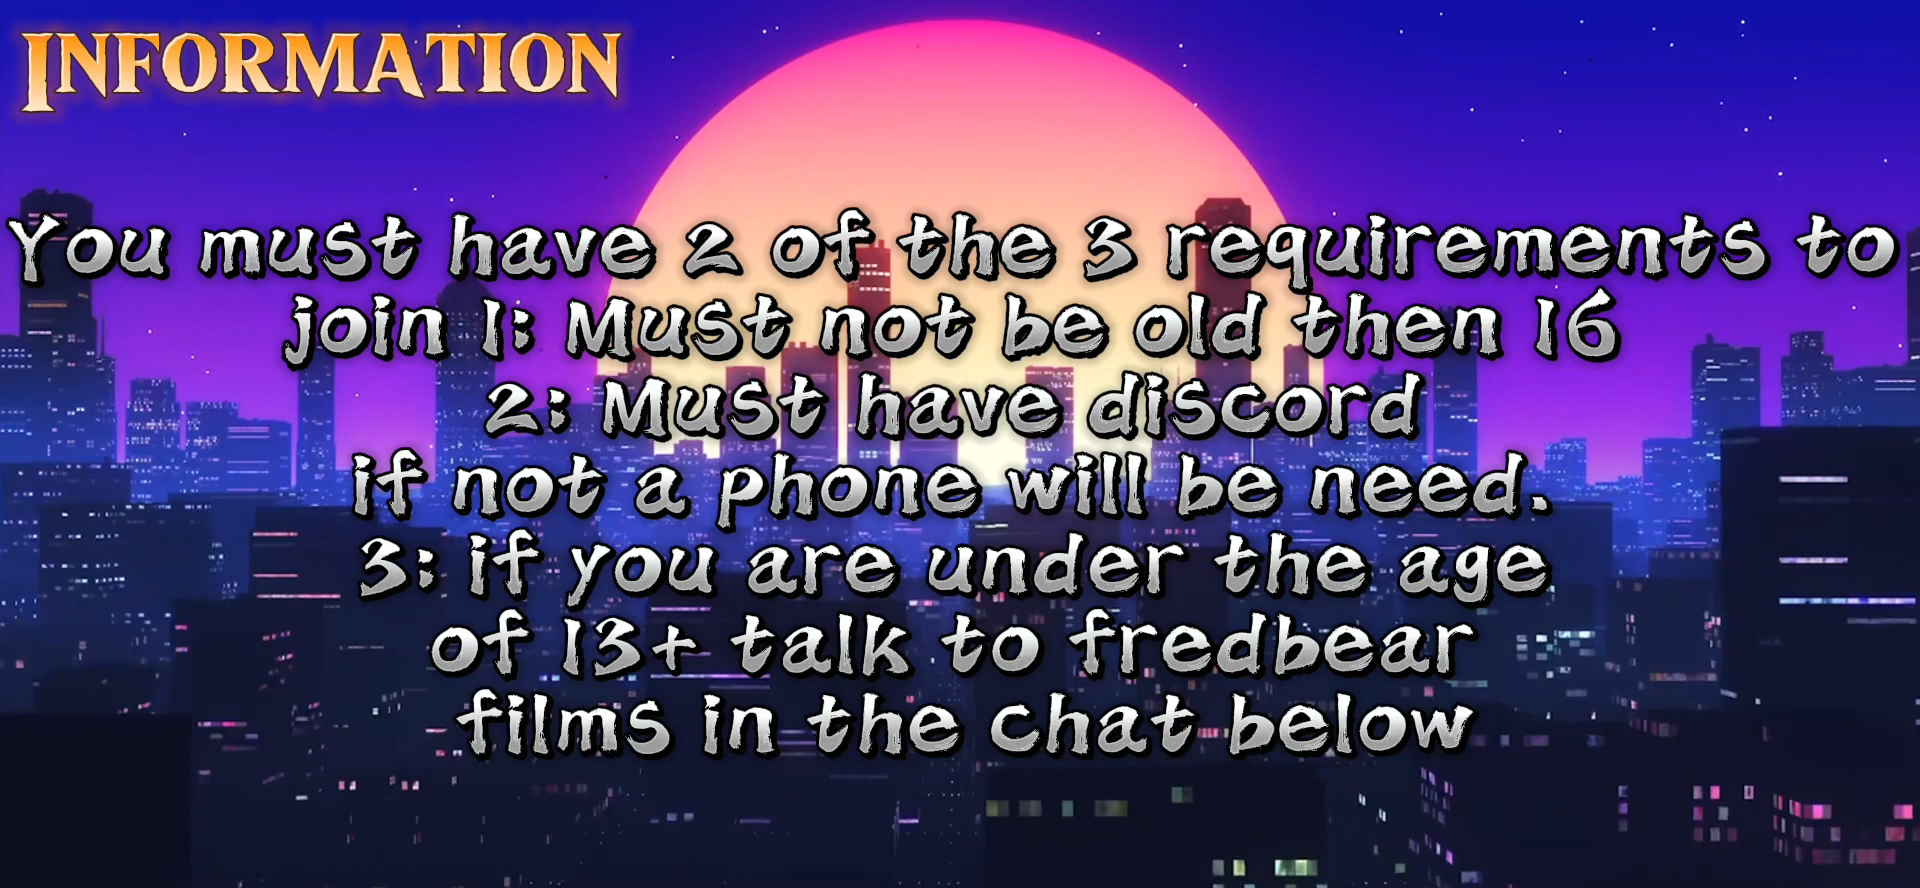 INFORMATION
You must have 2 of the 3 requirements to
join 1: Must not be old then 16
2: Must have discord
if not a phone will be need.
3: if you are under the age
of 13+ talk to fredbear
films in the chat below